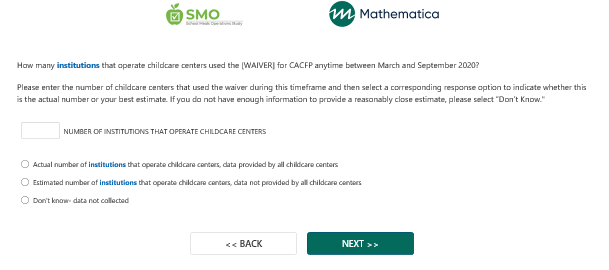 SMO
School Meals Operations Study
m Mathematica
How many institutions that operate childcare centers used the [WAIVER] for CACFP anytime between March and September 2020?
Please enter the number of childcare centers that used the waiver during this timeframe and then select a corresponding response option to indicate whether this
is the actual number or your best estimate. If you do not have enough information to provide a reasonably close estimate, please select "Don't Know."
NUMBER OF INSTITUTIONS THAT OPERATE CHILDCARE CENTERS
Actual number of institutions that operate childcare centers, data provided by all childcare centers
Estimated number of institutions that operate childcare centers, data not provided by all childcare centers
Don't know- data not collected
<< BACK
NEXT >>